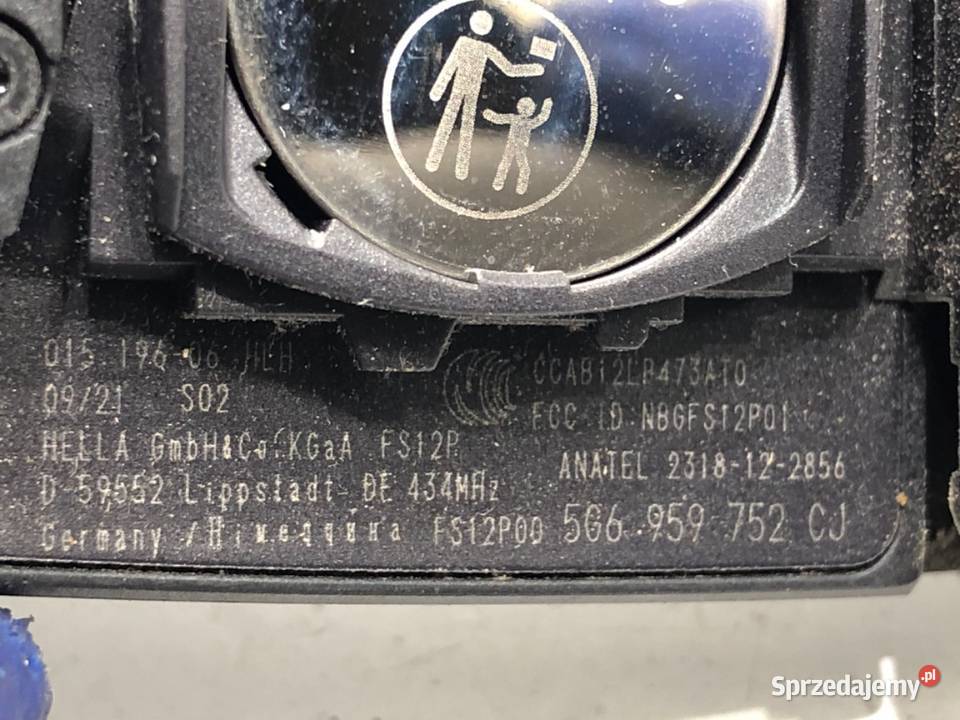 015 196-06 HLH
09/21 S02
HELLA GmbH&Co.KGaA FS12P
D-59552 Lippstadt DE 434MHz
Germany /Німеччина FS12P00
CCAB12LP473AT0
FCC ID NBGFS12P01
ANATEL 2318-12-2856
5G6 959 752 CJ
Sprzedajemy.pl